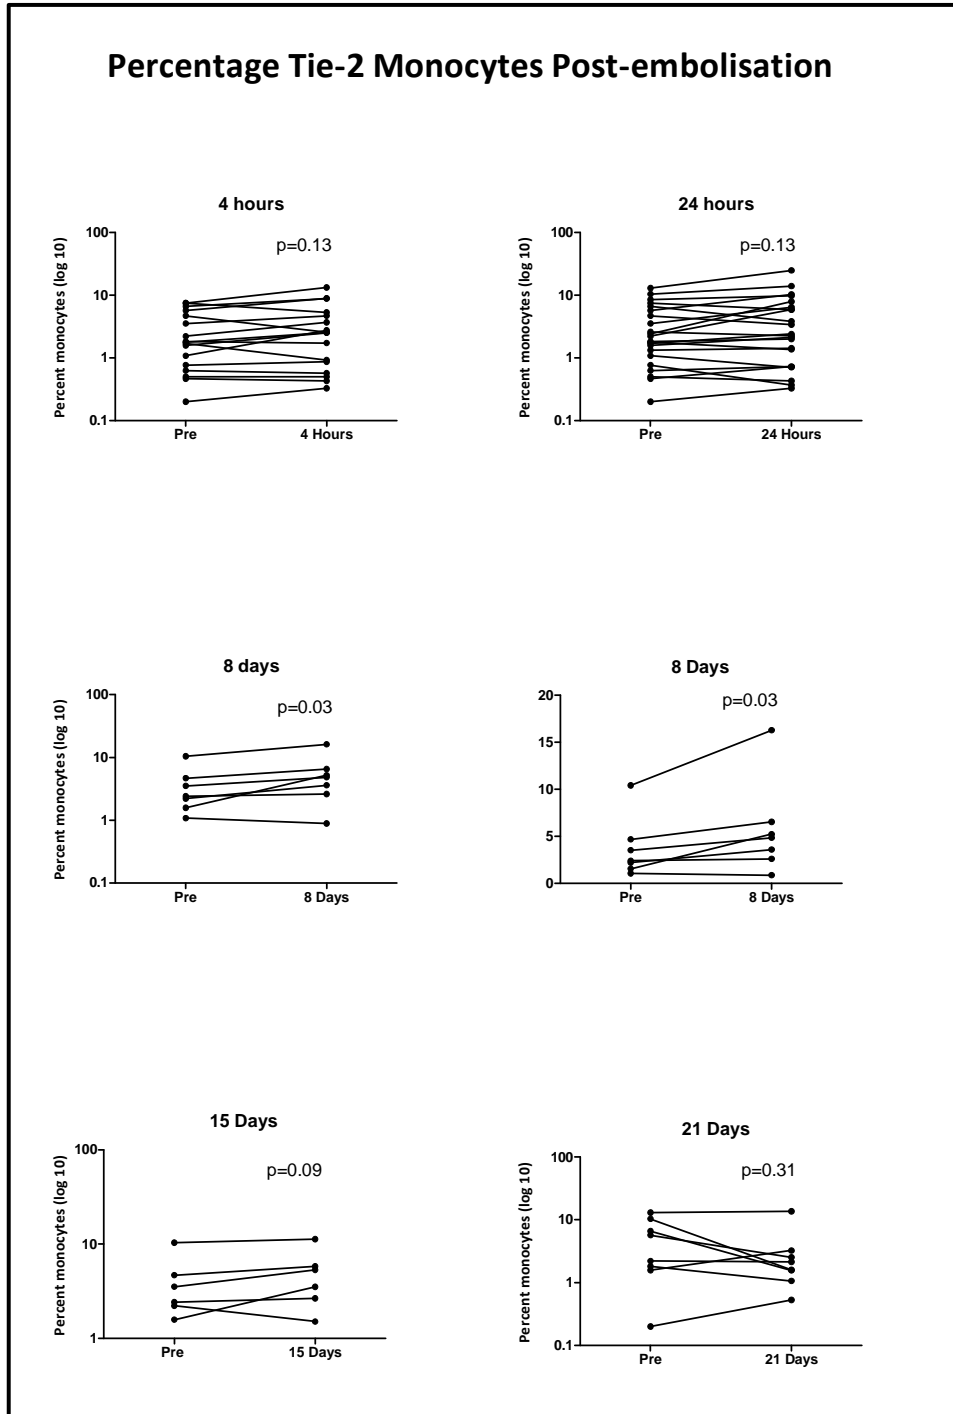 Percentage Tie-2 Monocytes Post-embolisation
4 hours
p=0.13
Percent monocytes (log 10)
100
10
1
0.1
Pre
4 Hours
24 hours
p=0.13
Percent monocytes (log 10)
100
10
1
0.1
Pre
24 Hours
8 days
p=0.03
Percent monocytes (log 10)
100
10
1
0.1
Pre
8 Days
8 Days
p=0.03
20
15
10
5
0
Pre
8 Days
15 Days
p=0.09
Percent monocytes (log 10)
100
10
1
Pre
15 Days
21 Days
p=0.31
Percent monocytes (log 10)
100
10
1
0.1
Pre
21 Days